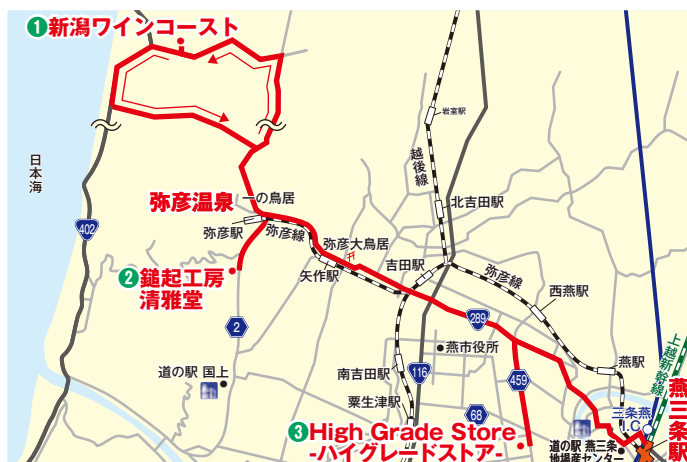 ❶新潟ワインコースト
岩室駅
越後線
日本海
402
弥彦温泉
一の鳥居
北吉田駅
弥彦駅
弥彦線
弥彦大鳥居
矢作駅
吉田駅
弥彦線
❷鎚起工房
清雅堂
西燕駅
289
2
燕市役所
上越新幹線
道の駅 国上
南吉田駅
116
459
燕駅
粟生津駅
68
三条燕
I.C
燕三条駅
❸High Grade Store
-ハイグレードストア-
道の駅 燕三条
地場産センター